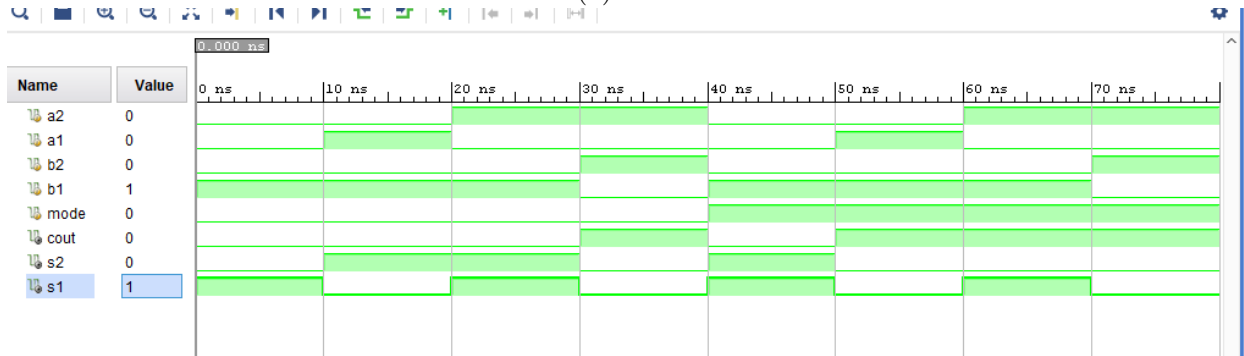 0.000 ns
Name Value 0 ns 10 ns 20 ns 30 ns 40 ns 50 ns 60 ns 70 ns
a2 0
a1 0
b2 0
b1 1
mode 0
cout 0
s2 0
s1 1